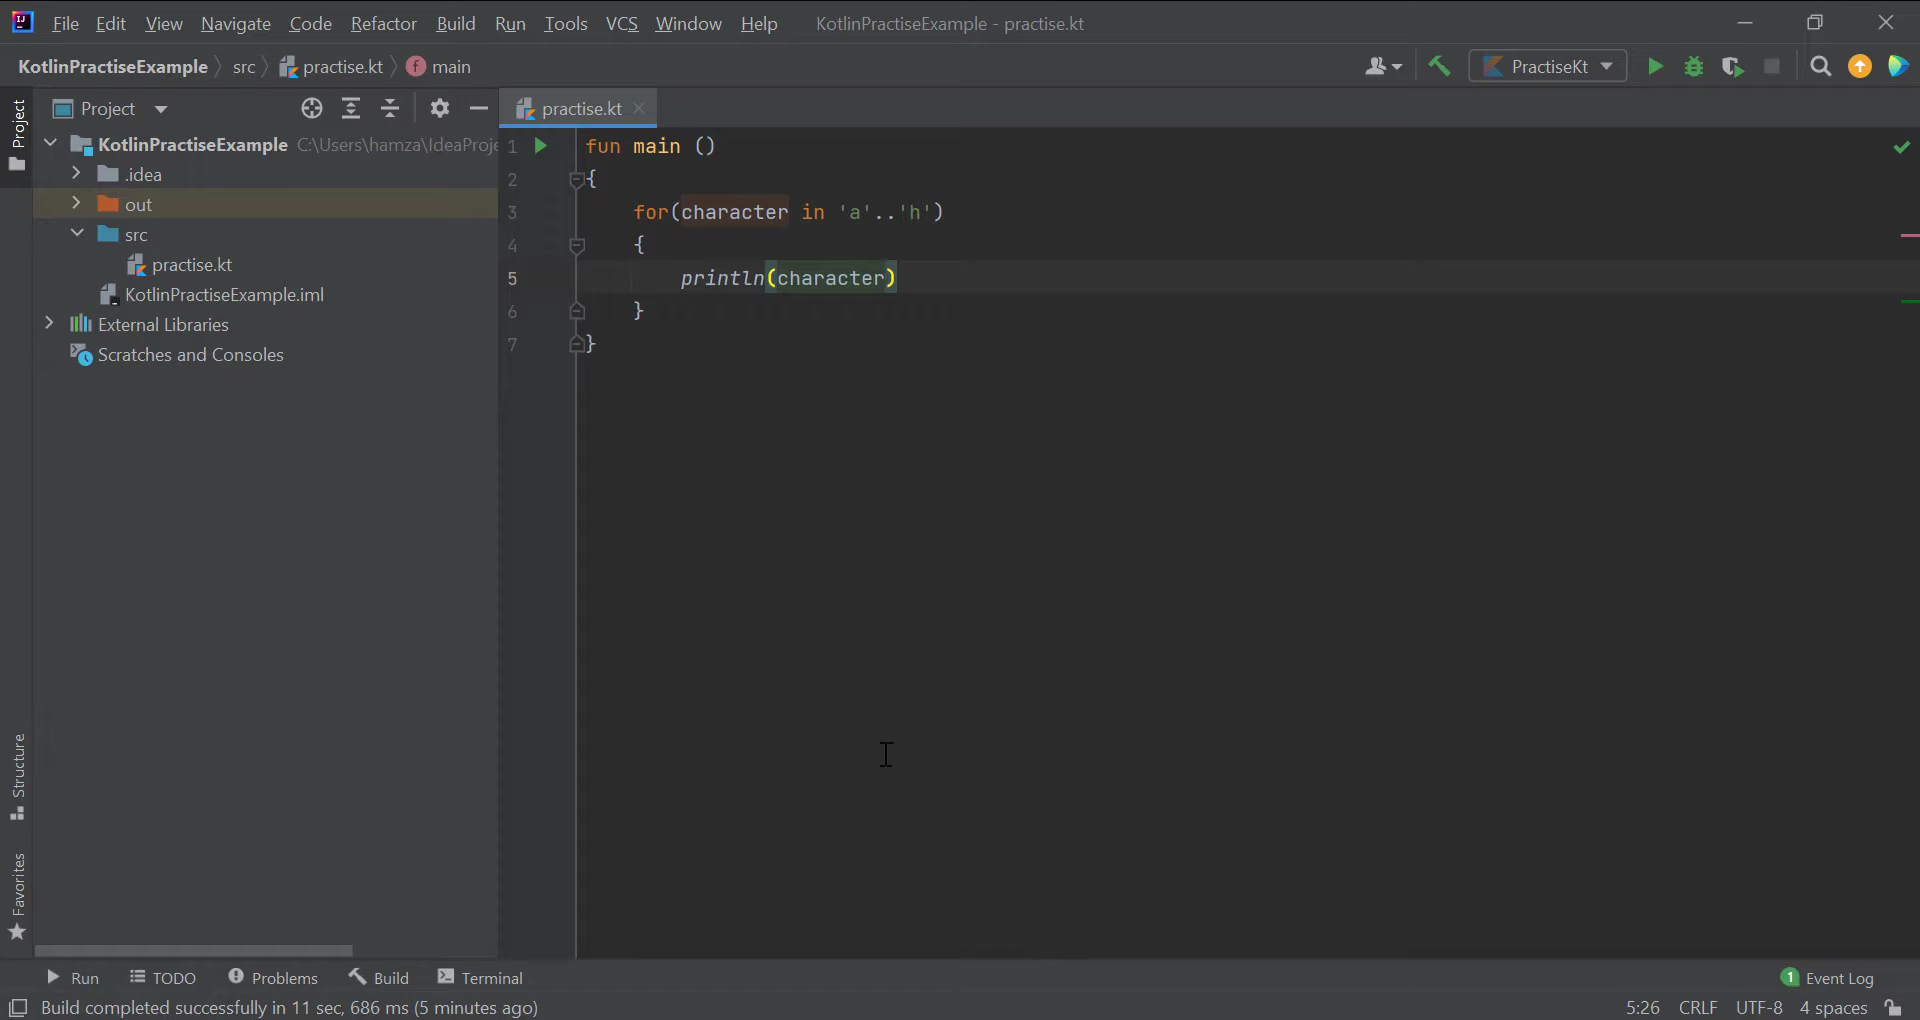 File Edit View Navigate Code Refactor Build Run Tools VCS Window Help KotlinPractiseExample - practise.kt
KotlinPractiseExample src practise.kt main PractiseKt
Project
Project
practise.kt
KotlinPractiseExample C:\Users\hamza\IdeaProje
.idea
out
src
practise.kt
KotlinPractiseExample.iml
External Libraries
Scratches and Consoles
1 fun main ()
2 {
3 for(character in 'a'..'h')
4 {
5 println(character)
6 }
7 }
Structure
Favorites
Run TODO Problems Build Terminal 1 Event Log
Build completed successfully in 11 sec, 686 ms (5 minutes ago) 5:26 CRLF UTF-8 4 spaces